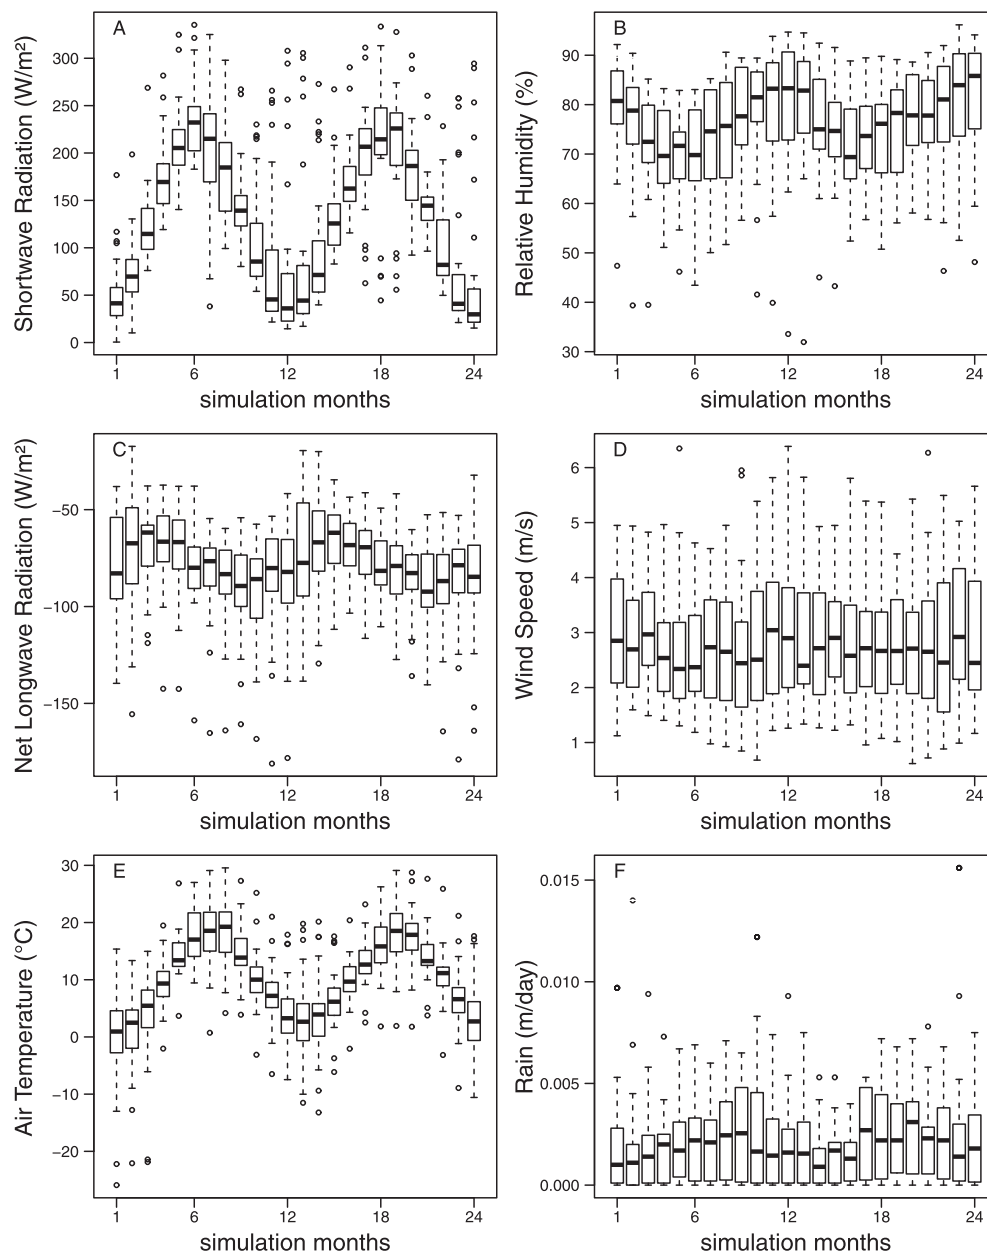 A
Shortwave Radiation (W/m²)
300
250
200
150
100
50
0
1 6 12 18 24
simulation months
B
Relative Humidity (%)
90
80
70
60
50
40
30
1 6 12 18 24
simulation months
C
Net Longwave Radiation (W/m²)
−50
−100
−150
1 6 12 18 24
simulation months
D
Wind Speed (m/s)
6
5
4
3
2
1
1 6 12 18 24
simulation months
E
Air Temperature (°C)
30
20
10
0
−10
−20
1 6 12 18 24
simulation months
F
Rain (m/day)
0.015
0.010
0.005
0.000
1 6 12 18 24
simulation months